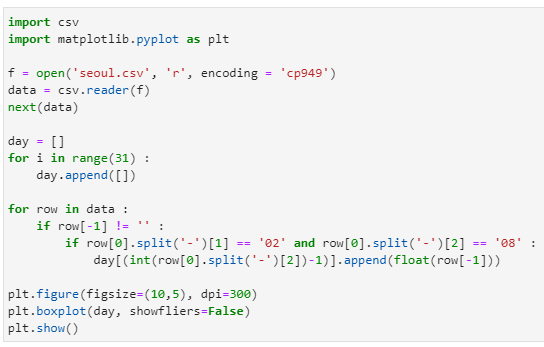 import csv
import matplotlib.pyplot as plt

f = open('seoul.csv', 'r', encoding = 'cp949')
data = csv.reader(f)
next(data)

day = []
for i in range(31) :
    day.append([])

for row in data :
    if row[-1] != '' :
        if row[0].split('-')[1] == '02' and row[0].split('-')[2] == '08' :
            day[(int(row[0].split('-')[2])-1)].append(float(row[-1]))

plt.figure(figsize=(10,5), dpi=300)
plt.boxplot(day, showfliers=False)
plt.show()